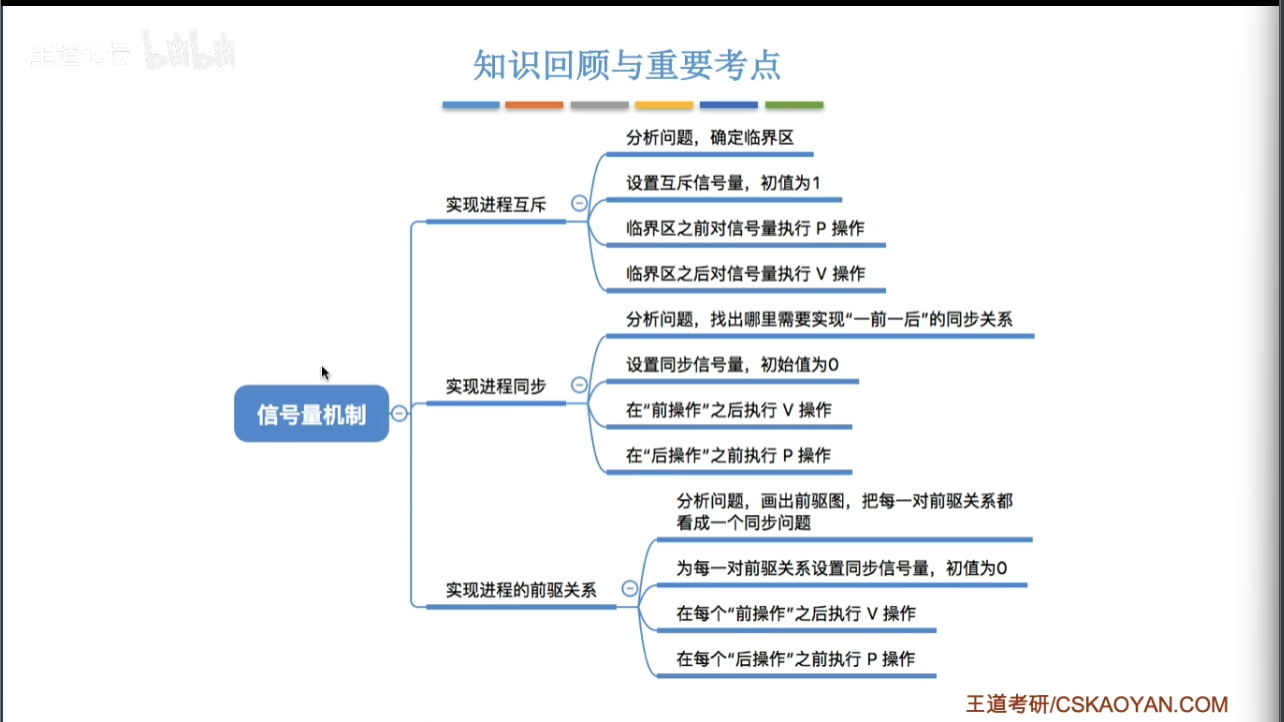 王道论坛 bilibili
知识回顾与重要考点
分析问题，确定临界区
设置互斥信号量，初值为1
实现进程互斥
临界区之前对信号量执行 P 操作
临界区之后对信号量执行 V 操作
分析问题，找出哪里需要实现“一前一后”的同步关系
设置同步信号量，初始值为0
实现进程同步
在“前操作”之后执行 V 操作
在“后操作”之前执行 P 操作
信号量机制
分析问题，画出前驱图，把每一对前驱关系都
看成一个同步问题
为每一对前驱关系设置同步信号量，初值为0
实现进程的前驱关系
在每个“前操作”之后执行 V 操作
在每个“后操作”之前执行 P 操作
王道考研/CSKAOYAN.COM